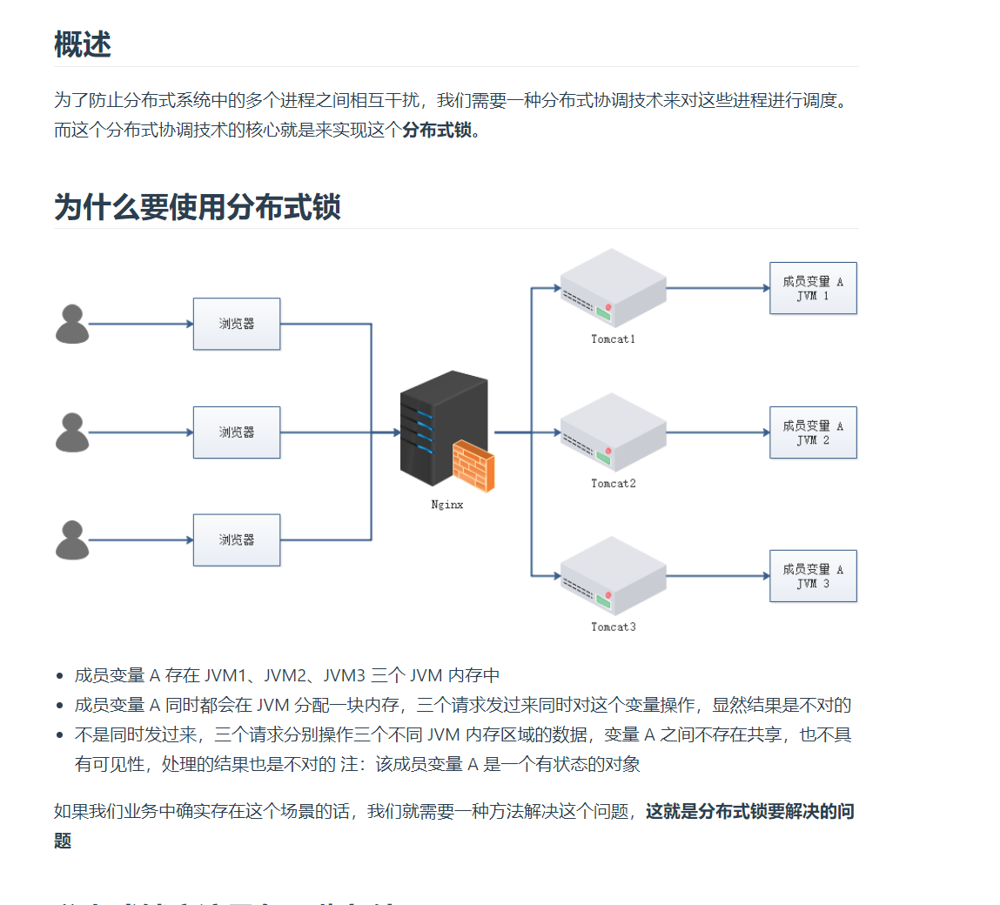 概述
为了防止分布式系统中的多个进程之间相互干扰，我们需要一种分布式协调技术来对这些进程进行调度。
而这个分布式协调技术的核心就是来实现这个分布式锁。
为什么要使用分布式锁
浏览器
浏览器
浏览器
Nginx
Tomcat1
成员变量 A
JVM 1
Tomcat2
成员变量 A
JVM 2
Tomcat3
成员变量 A
JVM 3
• 成员变量 A 存在 JVM1、JVM2、JVM3 三个 JVM 内存中
• 成员变量 A 同时都会在 JVM 分配一块内存，三个请求发过来同时对这个变量操作，显然结果是不对的
• 不是同时发过来，三个请求分别操作三个不同 JVM 内存区域的数据，变量 A 之间不存在共享，也不具
有可见性，处理的结果也是不对的 注：该成员变量 A 是一个有状态的对象
如果我们业务中确实存在这个场景的话，我们就需要一种方法解决这个问题，这就是分布式锁要解决的问
题